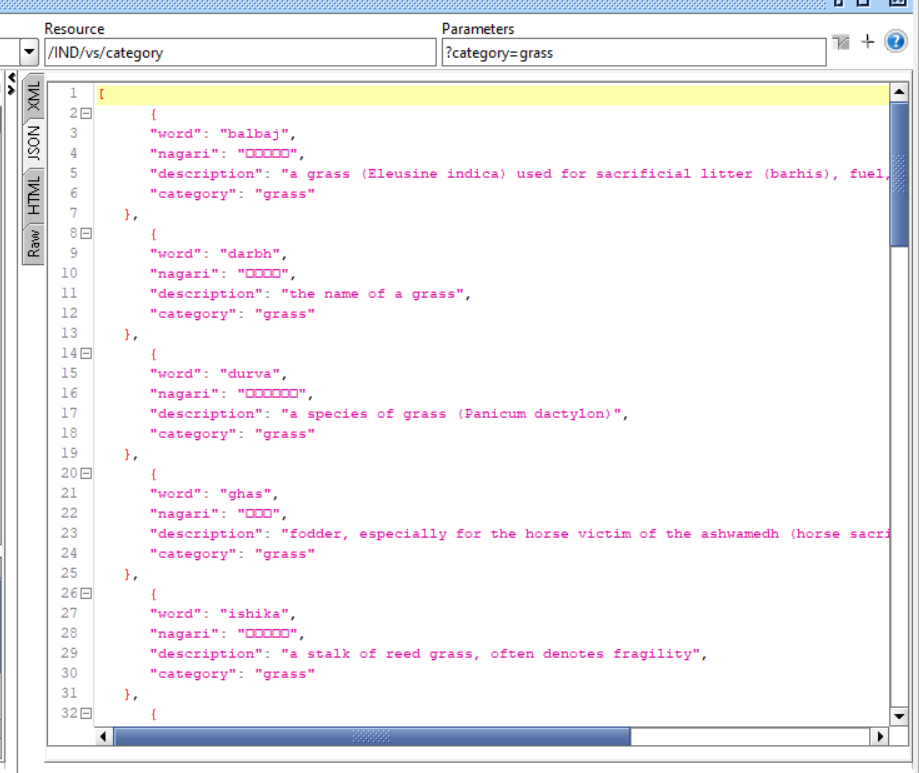 Resource Parameters
/IND/vs/category ?category=grass
XML
JSON
HTML
Raw
1 [
2 {
3 "word": "balbaj",
4 "nagari": "□□□□□",
5 "description": "a grass (Eleusine indica) used for sacrificial litter (barhis), fuel,
6 "category": "grass"
7 },
8 {
9 "word": "darbh",
10 "nagari": "□□□□",
11 "description": "the name of a grass",
12 "category": "grass"
13 },
14 {
15 "word": "durva",
16 "nagari": "□□□□□□",
17 "description": "a species of grass (Panicum dactylon)",
18 "category": "grass"
19 },
20 {
21 "word": "ghas",
22 "nagari": "□□□",
23 "description": "fodder, especially for the horse victim of the ashwamedh (horse sacri
24 "category": "grass"
25 },
26 {
27 "word": "ishika",
28 "nagari": "□□□□□",
29 "description": "a stalk of reed grass, often denotes fragility",
30 "category": "grass"
31 },
32 {